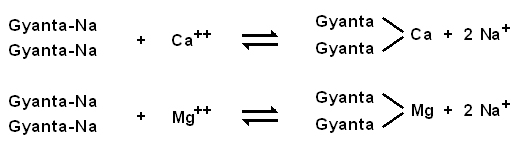 Gyanta-Na
Gyanta-Na + Ca++ ⇌ Gyanta
Gyanta > Ca + 2 Na+
Gyanta-Na
Gyanta-Na + Mg++ ⇌ Gyanta
Gyanta > Mg + 2 Na+